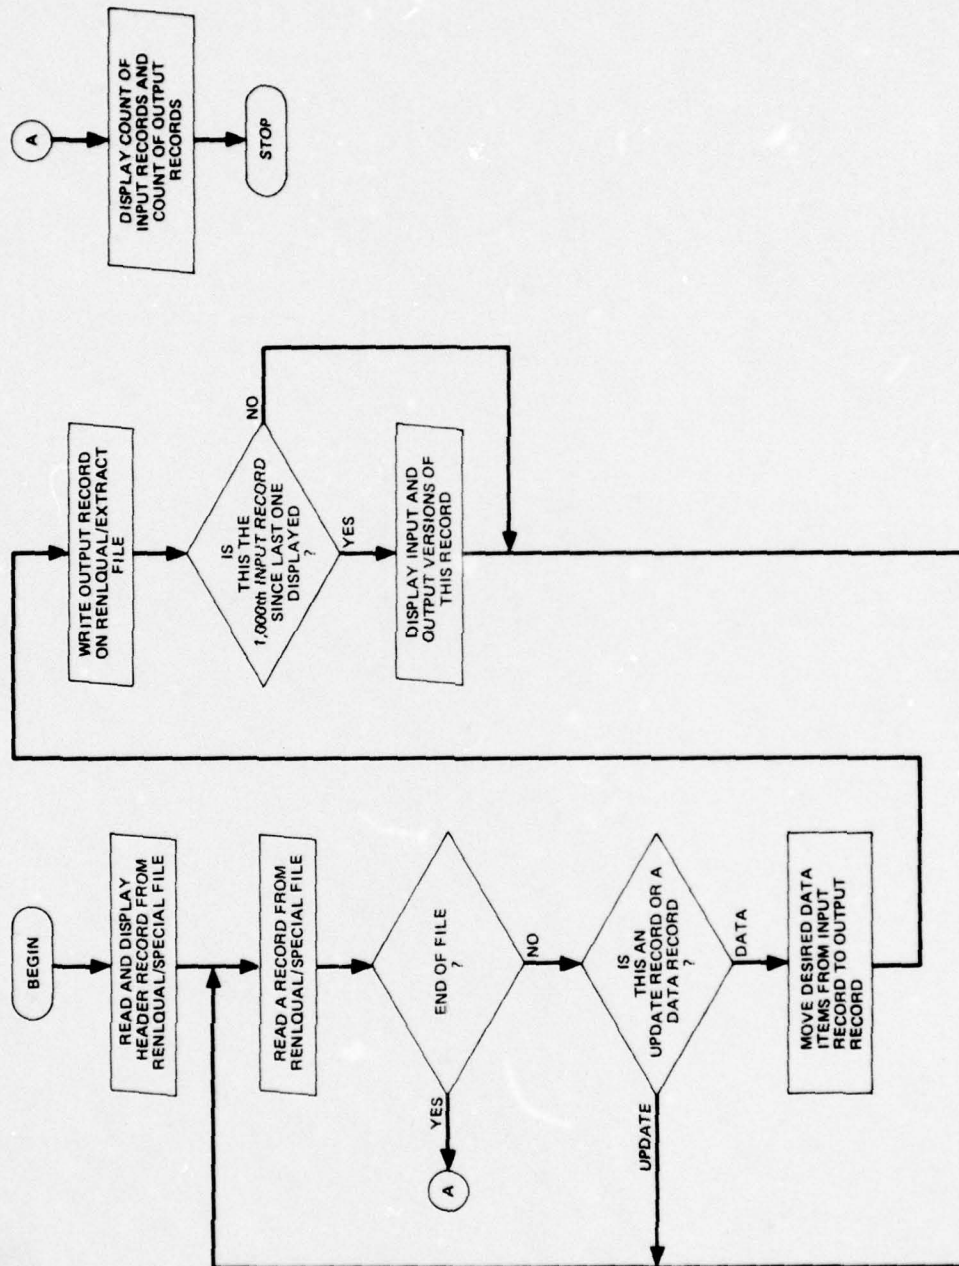 BEGIN
READ AND DISPLAY
HEADER RECORD FROM
RENLQUAL/SPECIAL FILE
READ A RECORD FROM
RENLQUAL/SPECIAL FILE
END OF FILE
?
YES
A
NO
IS
THIS AN
UPDATE RECORD OR A
DATA RECORD
?
UPDATE
DATA
MOVE DESIRED DATA
ITEMS FROM INPUT
RECORD TO OUTPUT
RECORD
WRITE OUTPUT RECORD
ON RENLQUAL/EXTRACT
FILE
IS
THIS THE
1,000th INPUT RECORD
SINCE LAST ONE
DISPLAYED
?
NO
YES
DISPLAY INPUT AND
OUTPUT VERSIONS OF
THIS RECORD
A
DISPLAY COUNT OF
INPUT RECORDS AND
COUNT OF OUTPUT
RECORDS
STOP